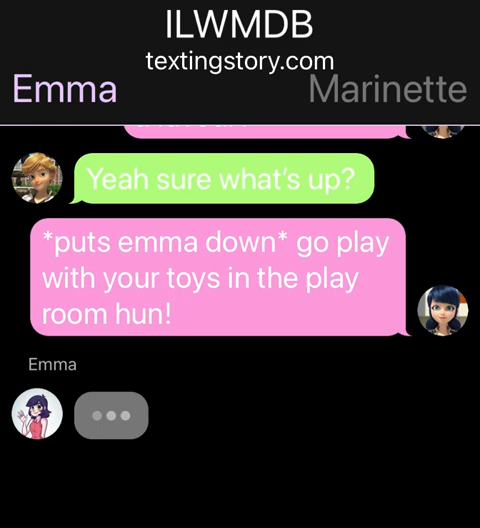 ILWMDB
textingstory.com
Emma Marinette
Yeah sure what's up?
*puts emma down* go play
with your toys in the play
room hun!
Emma